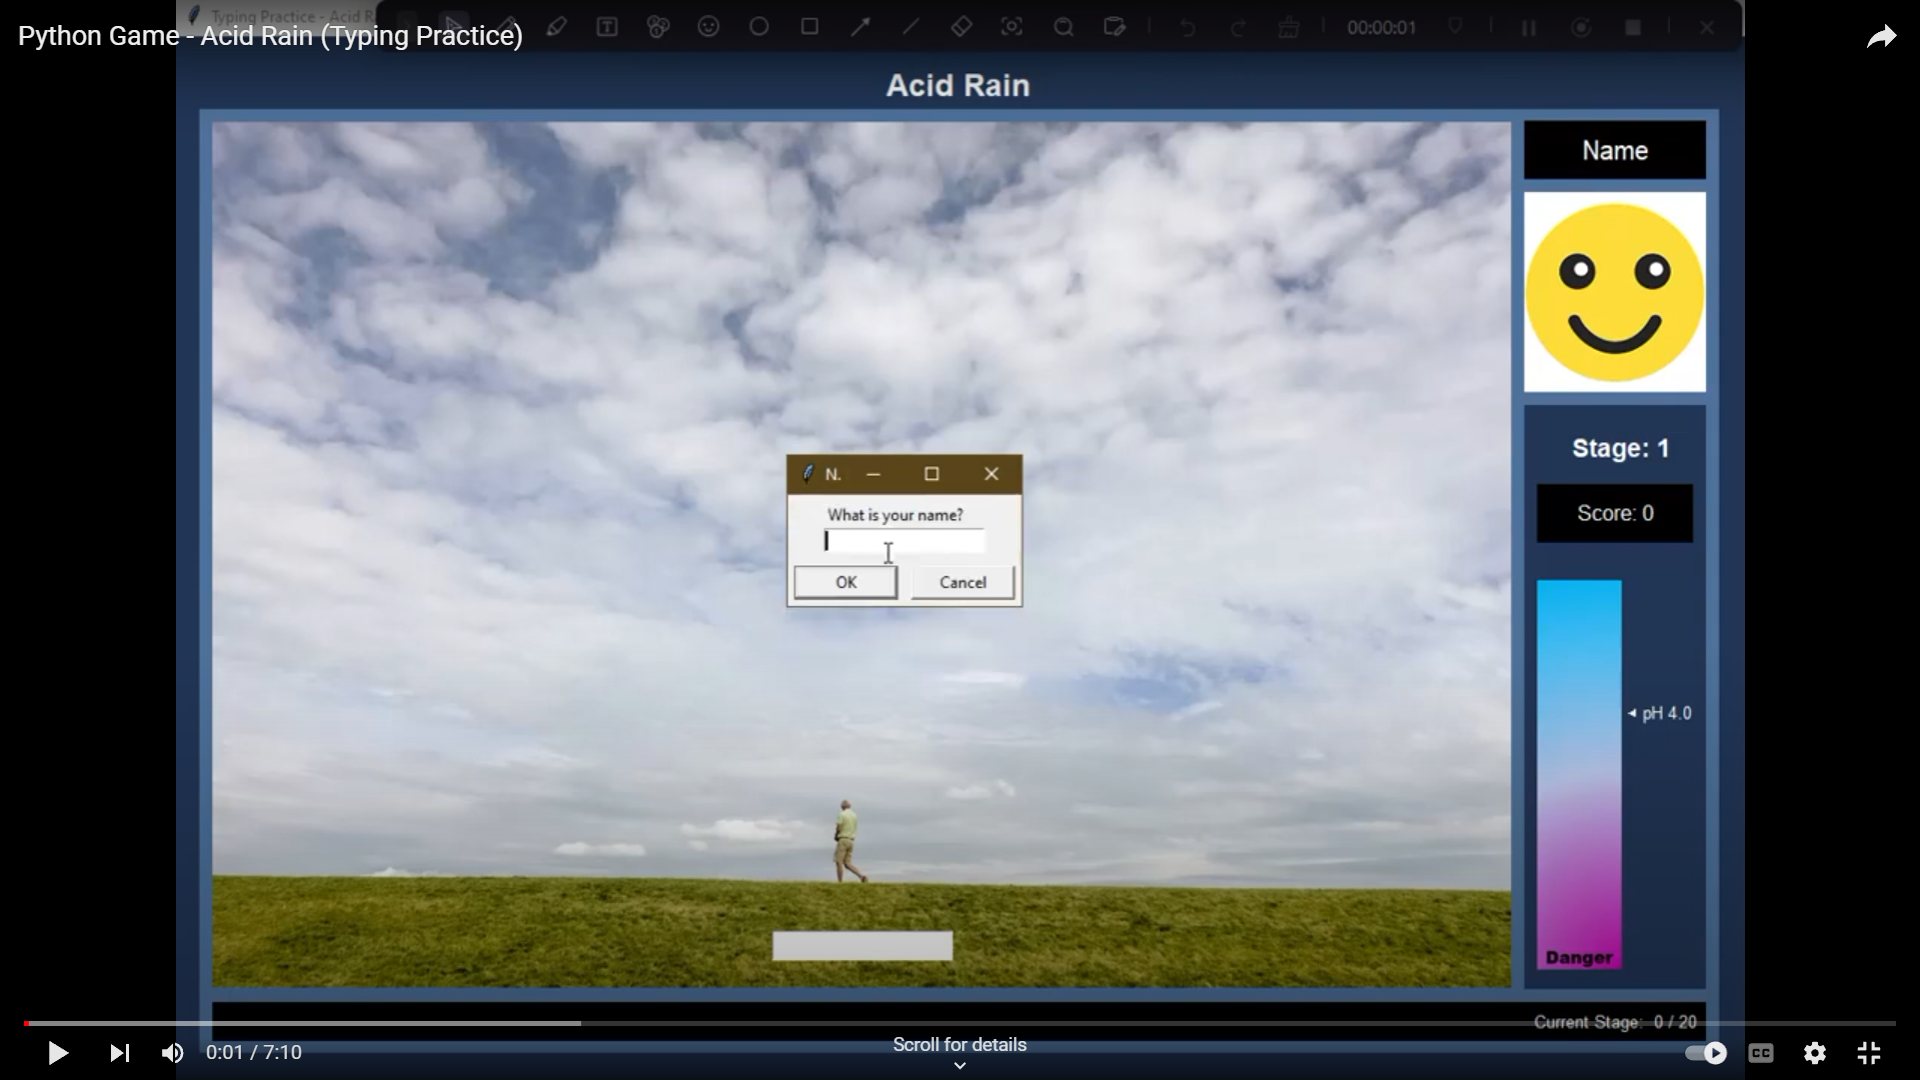 Typing Practice - Acid R
Python Game - Acid Rain (Typing Practice)
00:00:01
Acid Rain
Name
Stage: 1
N.
What is your name?
Score: 0
OK Cancel
◄ pH 4.0
Danger
Current Stage: 0 / 20
0:01 / 7:10
Scroll for details
CC